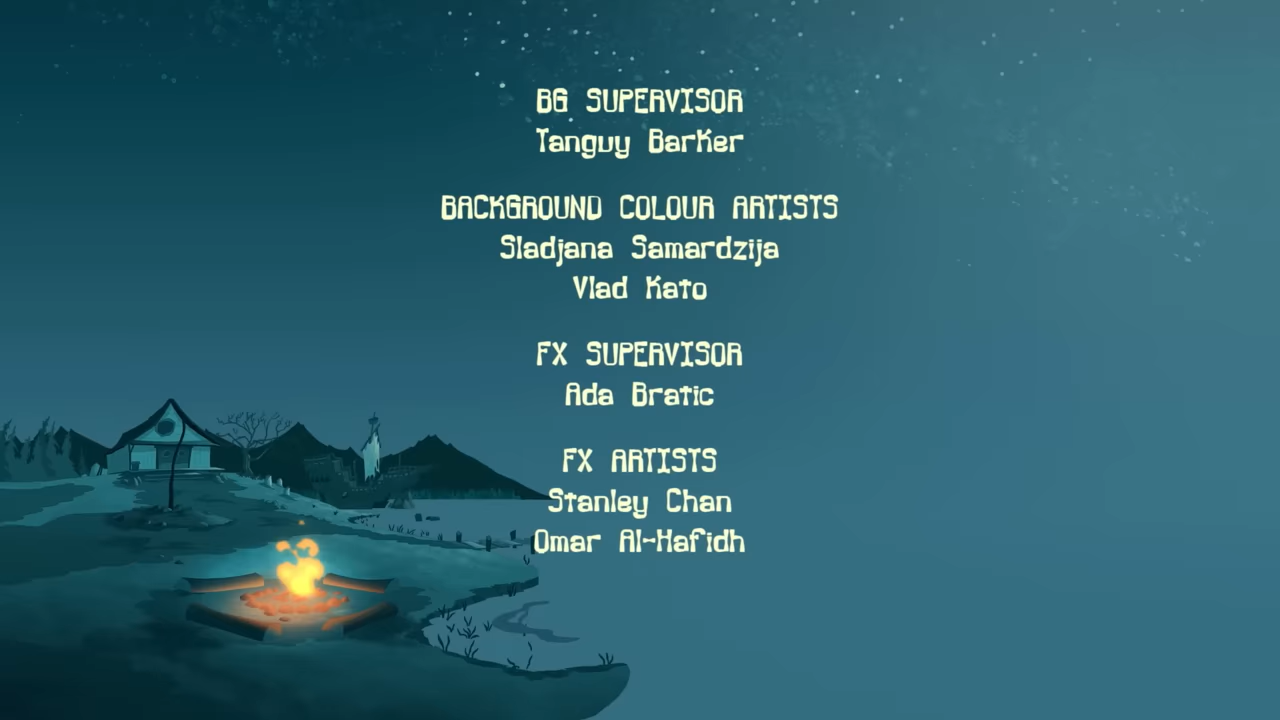 BG SUPERVISOR
Tanguy Barker
BACKGROUND COLOUR ARTISTS
Sladjana Samardzija
Vlad Kato
FX SUPERVISOR
Ada Bratic
FX ARTISTS
Stanley Chan
Omar Al-Hafidh